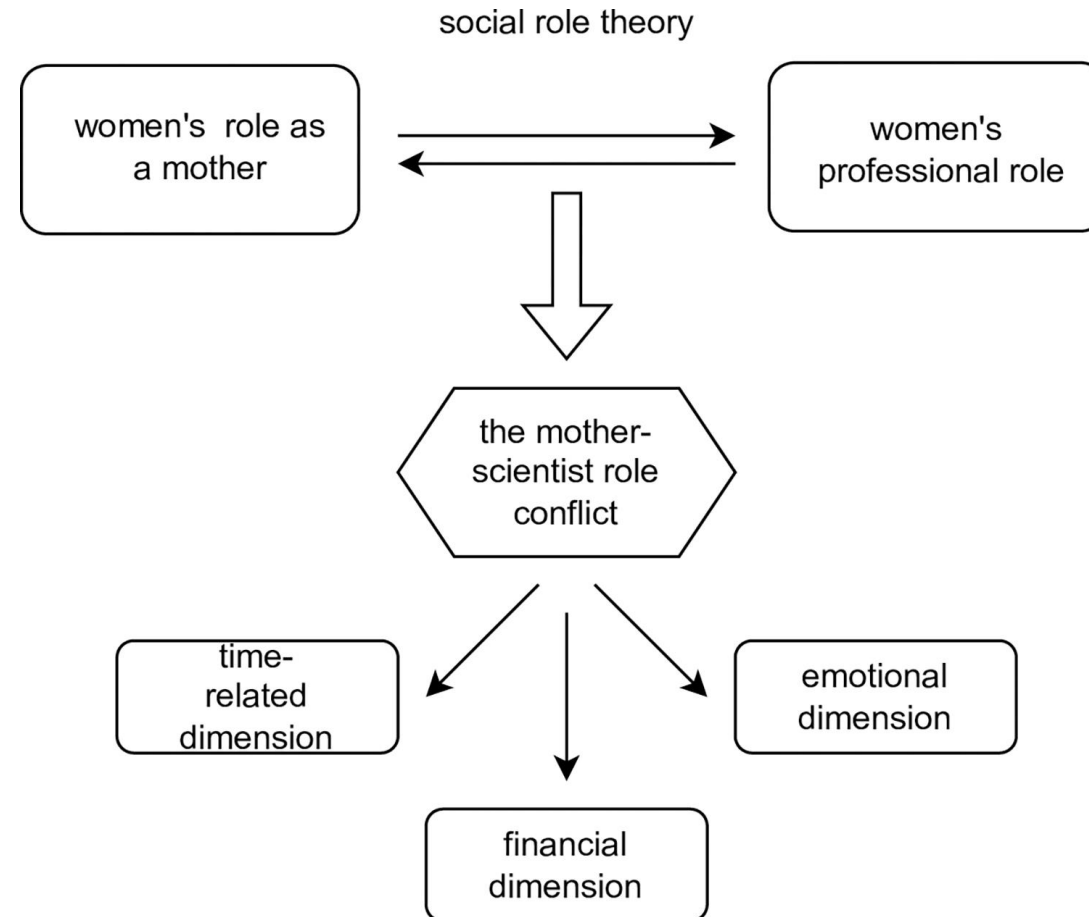 social role theory
women's  role as
a mother
women's
professional role
the mother-
scientist role
conflict
time-
related
dimension
emotional
dimension
financial
dimension